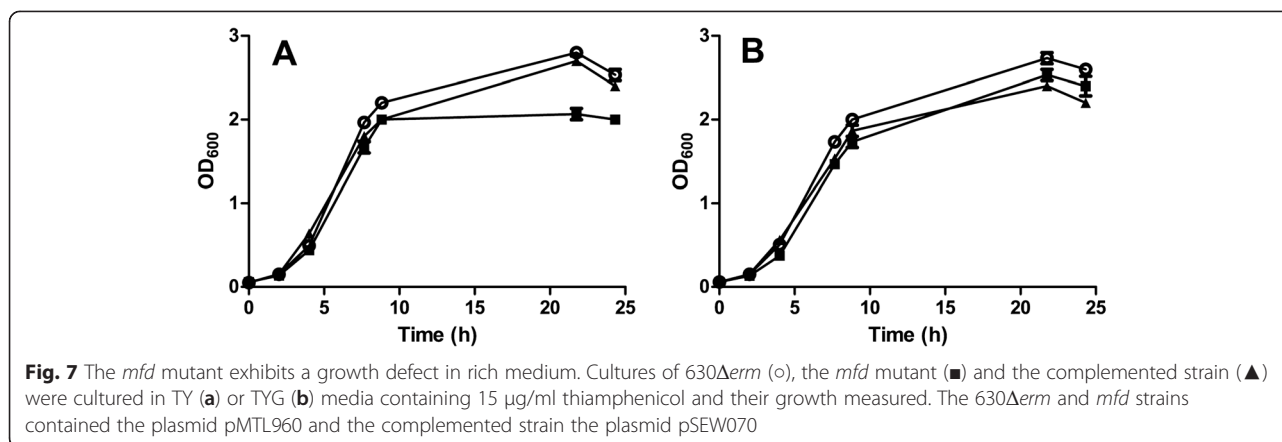 A
B
3
2
1
0
OD600
0 5 10 15 20 25
Time (h)
3
2
1
0
OD600
0 5 10 15 20 25
Time (h)
Fig. 7 The mfd mutant exhibits a growth defect in rich medium. Cultures of 630Δerm (○), the mfd mutant (■) and the complemented strain (▲)
were cultured in TY (a) or TYG (b) media containing 15 μg/ml thiamphenicol and their growth measured. The 630Δerm and mfd strains
contained the plasmid pMTL960 and the complemented strain the plasmid pSEW070